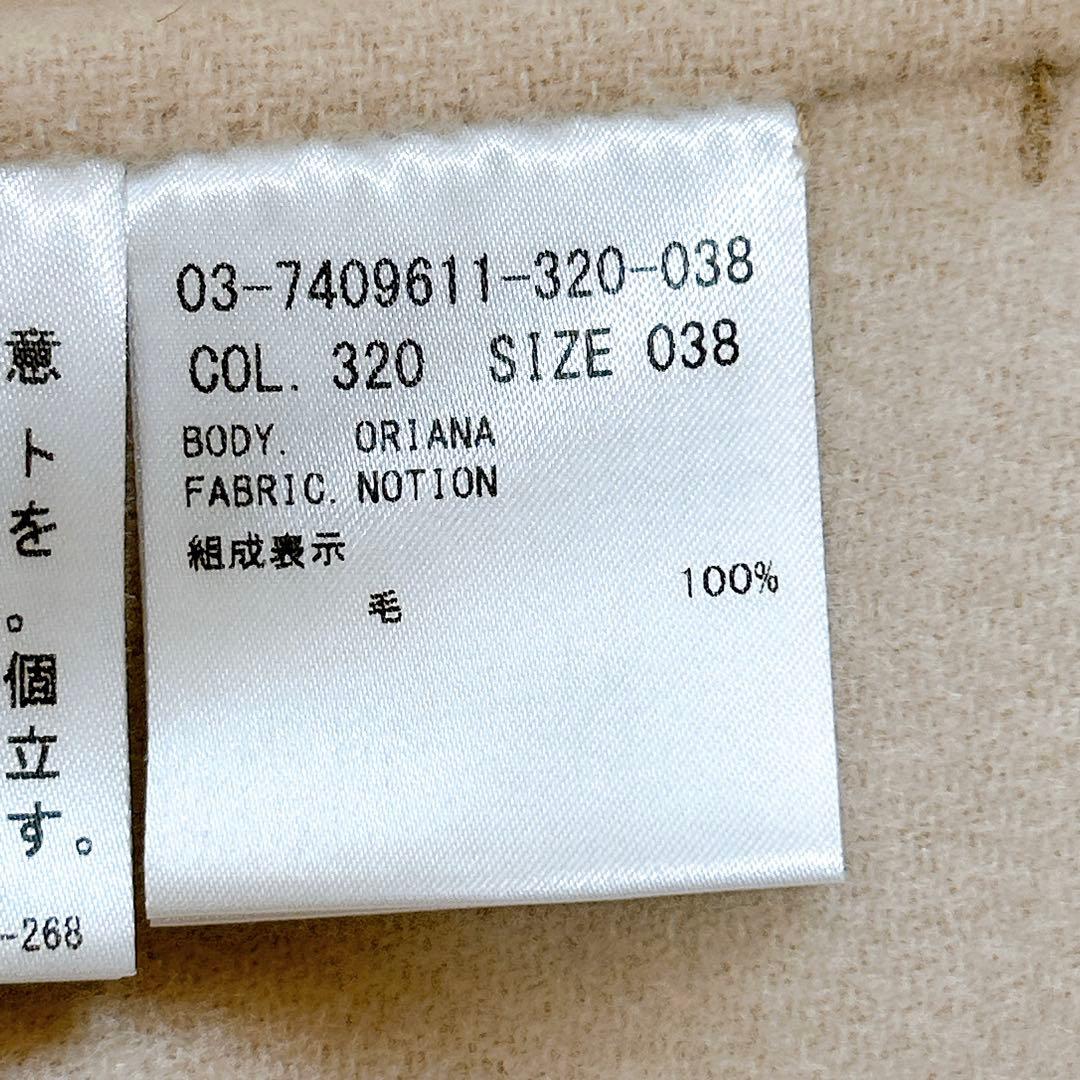 03-7409611-320-038
COL. 320 SIZE 038
BODY. ORIANA
FABRIC. NOTION
組成表示
毛 100%
意
トを
。個
立
す。
-268